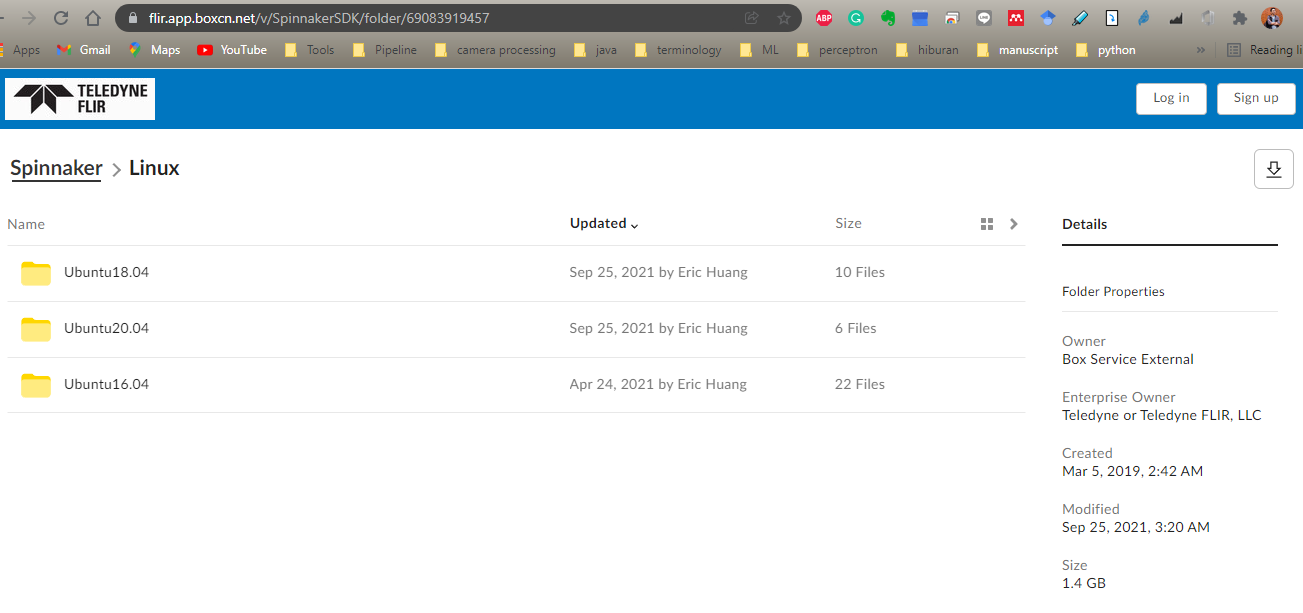 flir.app.boxcn.net/v/SpinnakerSDK/folder/69083919457
ABP
Apps Gmail Maps YouTube Tools Pipeline camera processing java terminology ML perceptron hiburan manuscript python » Reading li
TELEDYNE
FLIR
Log in Sign up
Spinnaker > Linux
Name Updated Size Details
Ubuntu18.04 Sep 25, 2021 by Eric Huang 10 Files
Folder Properties
Ubuntu20.04 Sep 25, 2021 by Eric Huang 6 Files
Owner
Box Service External
Ubuntu16.04 Apr 24, 2021 by Eric Huang 22 Files
Enterprise Owner
Teledyne or Teledyne FLIR, LLC
Created
Mar 5, 2019, 2:42 AM
Modified
Sep 25, 2021, 3:20 AM
Size
1.4 GB